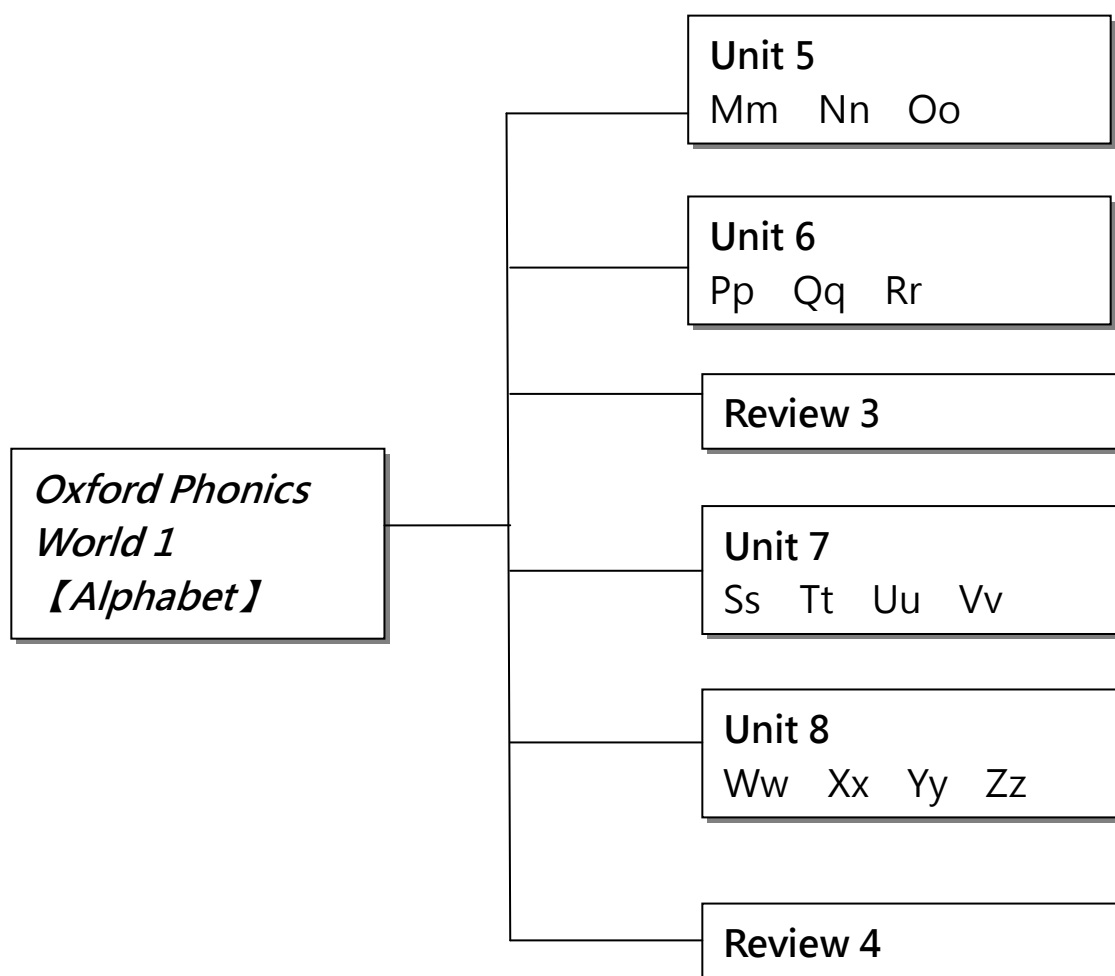 Unit 5
Mm Nn Oo
Unit 6
Pp Qq Rr
Review 3
Oxford Phonics
World 1
【Alphabet】
Unit 7
Ss Tt Uu Vv
Unit 8
Ww Xx Yy Zz
Review 4